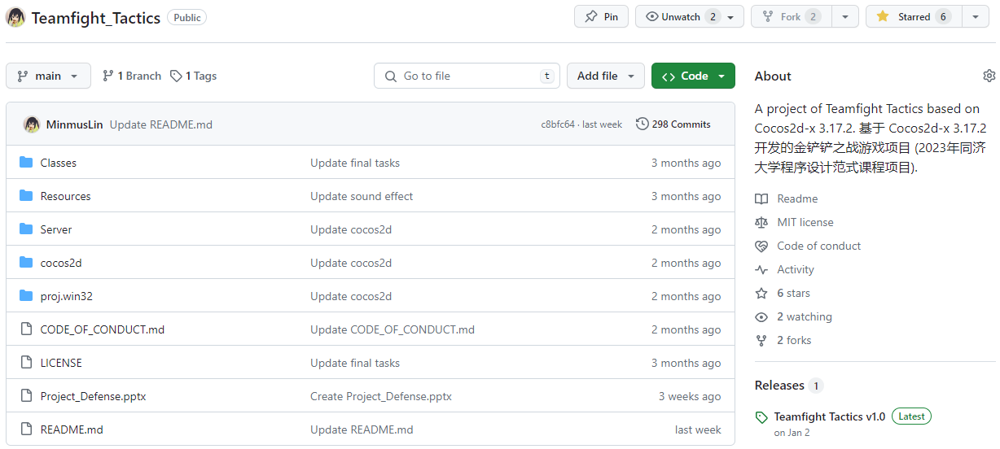 Teamfight_Tactics Public Pin Unwatch 2 Fork 2 Starred 6
main 1 Branch 1 Tags Go to file t Add file Code
MinmusLin Update README.md c8bfc64 · last week 298 Commits
Classes Update final tasks 3 months ago
Resources Update sound effect 3 months ago
Server Update cocos2d 2 months ago
cocos2d Update cocos2d 2 months ago
proj.win32 Update cocos2d 2 months ago
CODE_OF_CONDUCT.md Update CODE_OF_CONDUCT.md 2 months ago
LICENSE Update final tasks 3 months ago
Project_Defense.pptx Create Project_Defense.pptx 3 weeks ago
README.md Update README.md last week
About
A project of Teamfight Tactics based on
Cocos2d-x 3.17.2. 基于 Cocos2d-x 3.17.2
开发的金铲铲之战游戏项目 (2023年同济
大学程序设计范式课程项目).
Readme
MIT license
Code of conduct
Activity
6 stars
2 watching
2 forks
Releases 1
Teamfight Tactics v1.0 Latest
on Jan 2